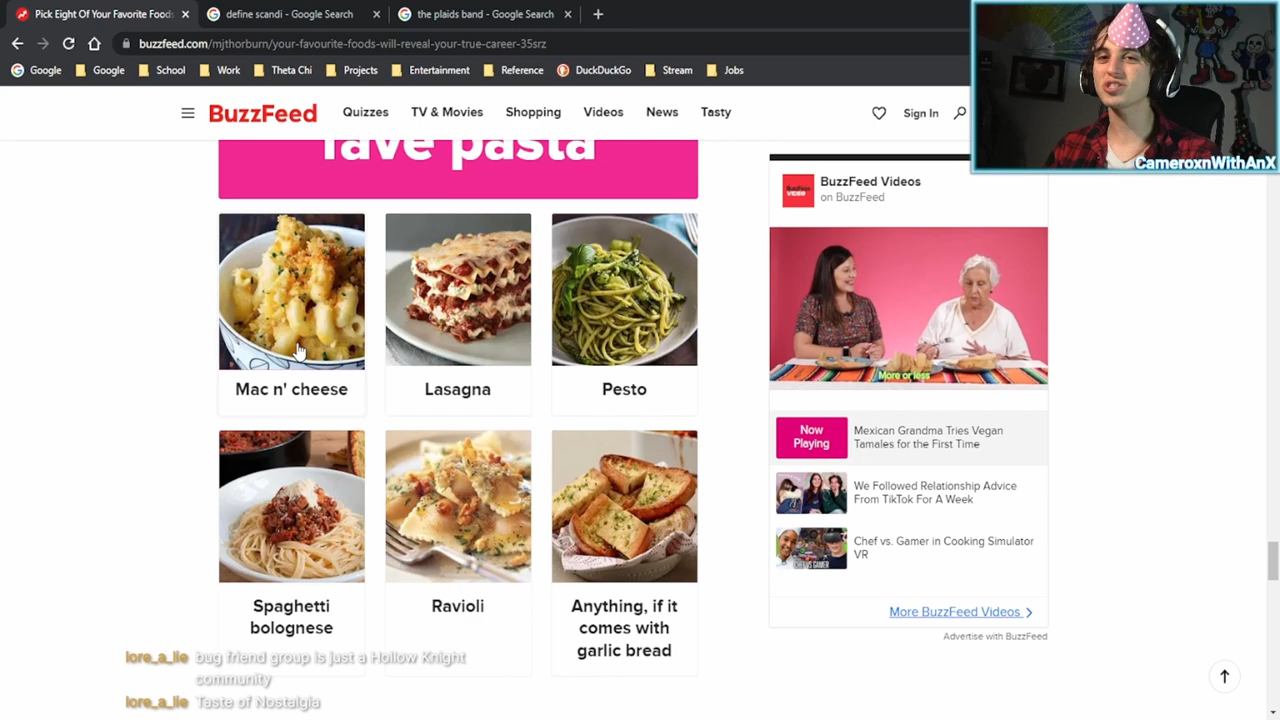 Pick Eight Of Your Favorite Foods
define scandi - Google Search
the plaids band - Google Search
buzzfeed.com/mjthorburn/your-favourite-foods-will-reveal-your-true-career-35srz
Google
Google
School
Work
Theta Chi
Projects
Entertainment
Reference
DuckDuckGo
Stream
Jobs
CameroxnWithAnX
BuzzFeed
Quizzes
TV & Movies
Shopping
Videos
News
Tasty
Sign In
fave pasta
Mac n' cheese
Lasagna
Pesto
Spaghetti
bolognese
Ravioli
Anything, if it
comes with
garlic bread
BuzzFeed Videos
on BuzzFeed
More or less
Now
Playing
Mexican Grandma Tries Vegan
Tamales for the First Time
We Followed Relationship Advice
From TikTok For A Week
Chef vs. Gamer in Cooking Simulator
VR
More BuzzFeed Videos
Advertise with BuzzFeed
lore_a_lie bug friend group is just a Hollow Knight
community
lore_a_lie Taste of Nostalgia